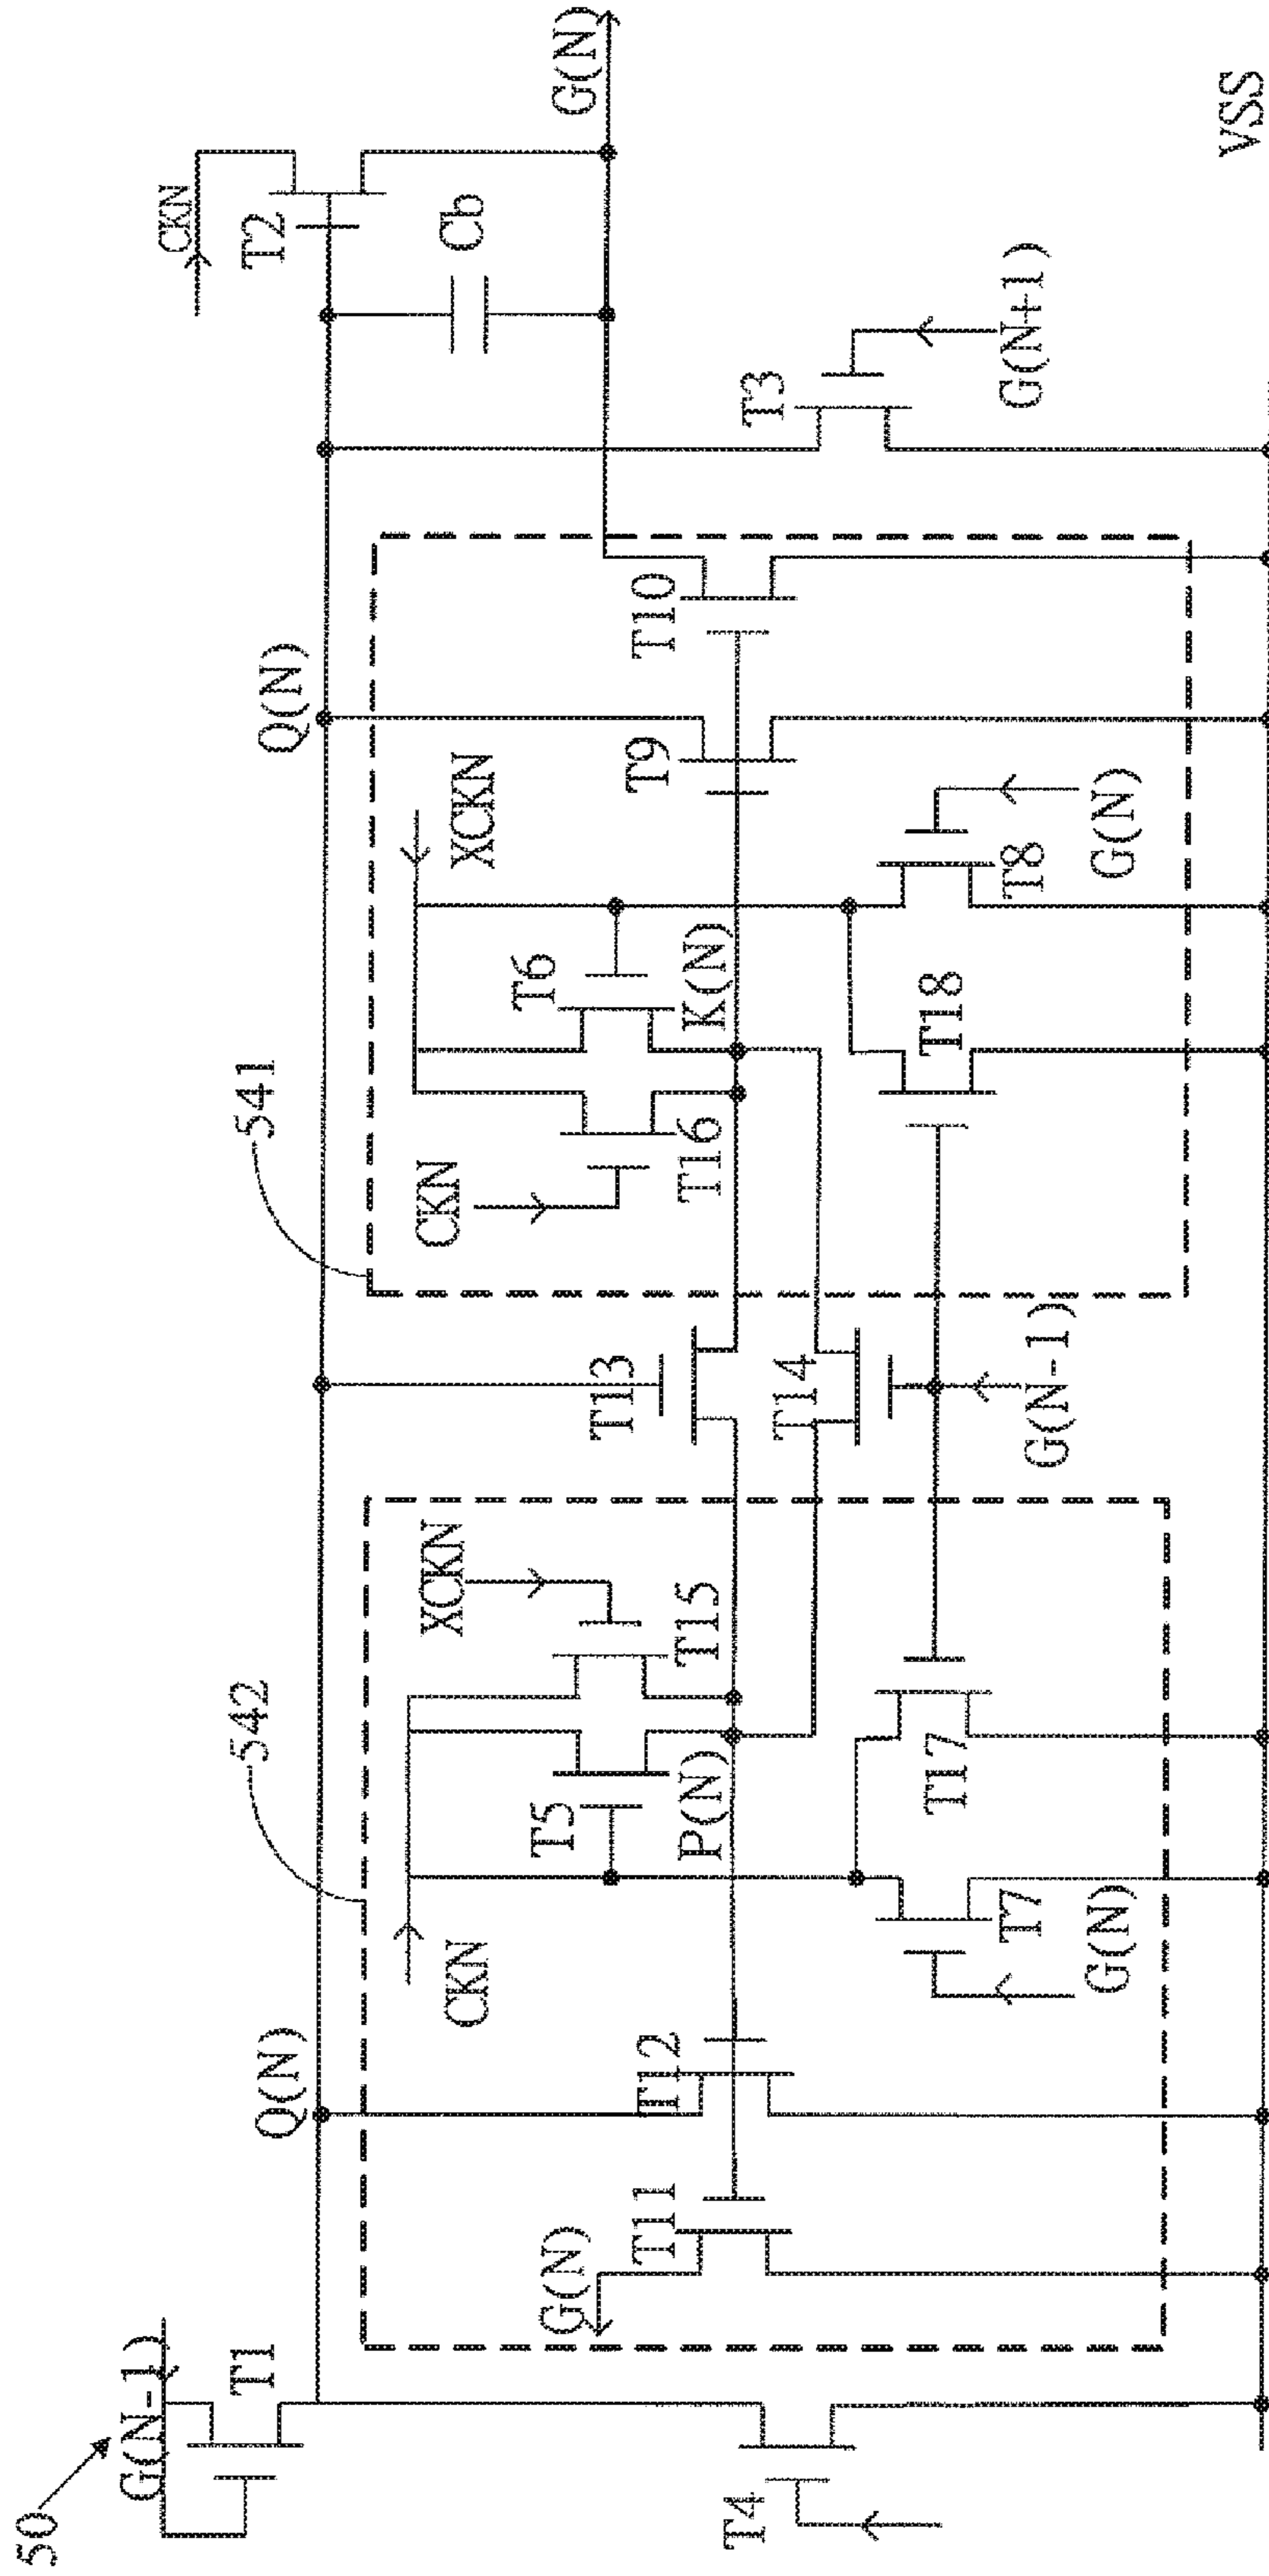 50
G(N-1)
T1
T4
542
Q(N)
G(N)
T11
T12
CKN
T5
P(N)
T7
G(N)
XCKN
T15
T17
T13
T14
G(N-1)
541
CKN
T16
T6
K(N)
XCKN
T18
T8
G(N)
Q(N)
T9
T10
T3
G(N+1)
CKN
T2
Cb
G(N)
VSS